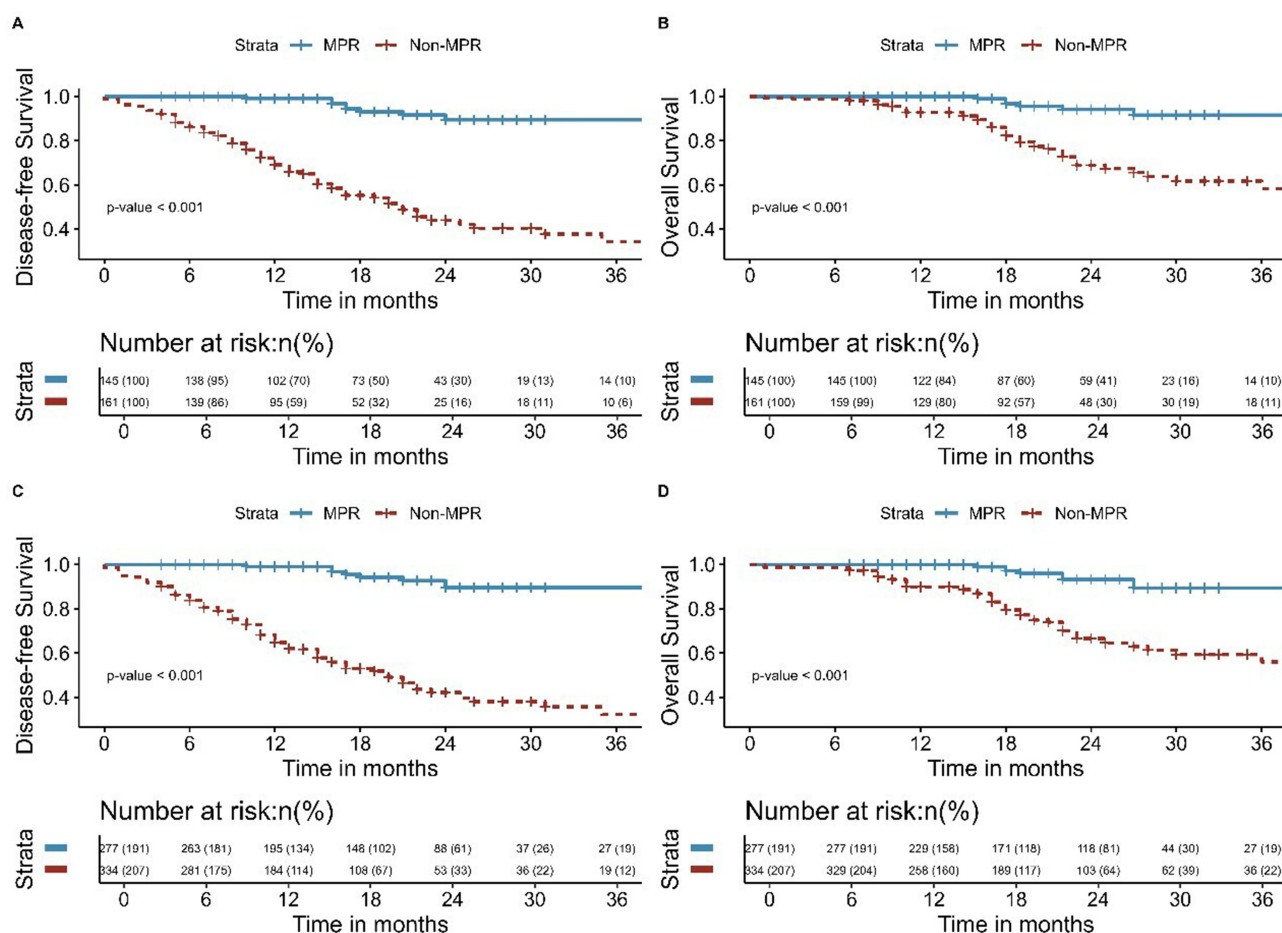 A
Strata MPR Non-MPR
Disease-free Survival
1.0
0.8
0.6
0.4
p-value < 0.001
0 6 12 18 24 30 36
Time in months
Number at risk:n(%)
Strata
145 (100) 138 (95) 102 (70) 73 (50) 43 (30) 19 (13) 14 (10)
161 (100) 139 (86) 95 (59) 52 (32) 25 (16) 18 (11) 10 (6)
0 6 12 18 24 30 36
Time in months
B
Strata MPR Non-MPR
Overall Survival
1.0
0.8
0.6
0.4
p-value < 0.001
0 6 12 18 24 30 36
Time in months
Number at risk:n(%)
Strata
145 (100) 145 (100) 122 (84) 87 (60) 59 (41) 23 (16) 14 (10)
161 (100) 159 (99) 129 (80) 92 (57) 48 (30) 30 (19) 18 (11)
0 6 12 18 24 30 36
Time in months
C
Strata MPR Non-MPR
Disease-free Survival
1.0
0.8
0.6
0.4
p-value < 0.001
0 6 12 18 24 30 36
Time in months
Number at risk:n(%)
Strata
277 (191) 263 (181) 195 (134) 148 (102) 88 (61) 37 (26) 27 (19)
334 (207) 281 (175) 184 (114) 108 (67) 53 (33) 36 (22) 19 (12)
0 6 12 18 24 30 36
Time in months
D
Strata MPR Non-MPR
Overall Survival
1.0
0.8
0.6
0.4
p-value < 0.001
0 6 12 18 24 30 36
Time in months
Number at risk:n(%)
Strata
277 (191) 277 (191) 229 (158) 171 (118) 118 (81) 44 (30) 27 (19)
334 (207) 329 (204) 258 (160) 189 (117) 103 (64) 62 (39) 36 (22)
0 6 12 18 24 30 36
Time in months